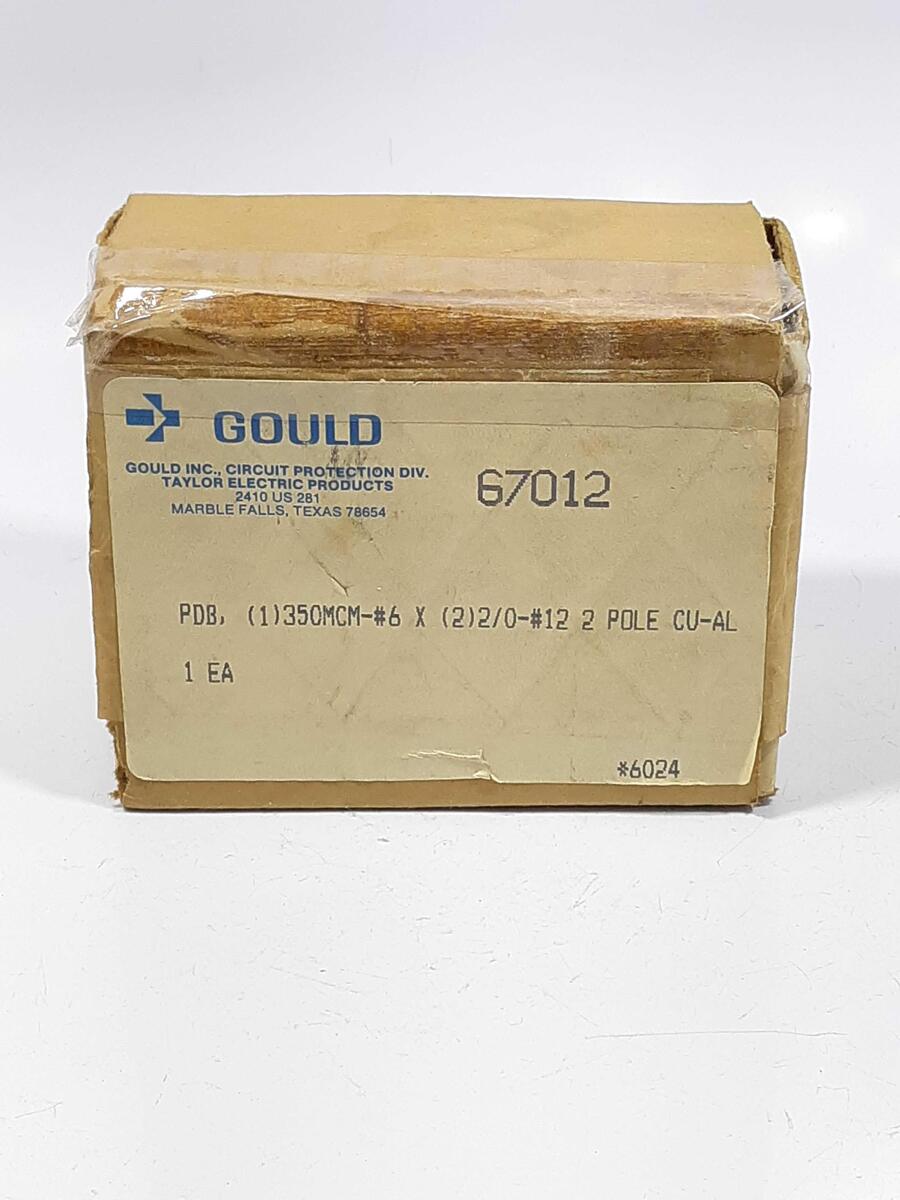 GOULD
GOULD INC., CIRCUIT PROTECTION DIV.
TAYLOR ELECTRIC PRODUCTS
2410 US 281
MARBLE FALLS, TEXAS 78654
67012
PDB, (1)350MCM-#6 X (2)2/0-#12 2 POLE CU-AL
1 EA
*6024